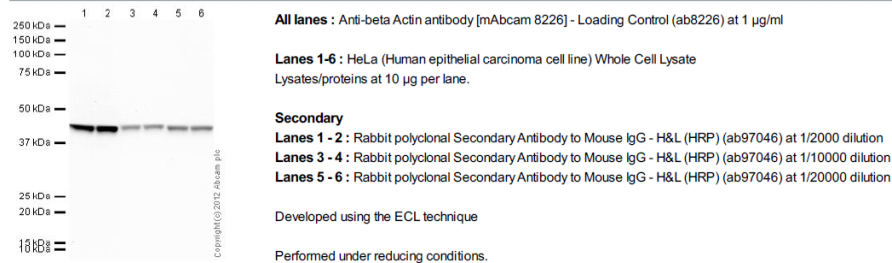 1 2 3 4 5 6
250 kDa
150 kDa
100 kDa
75 kDa
50 kDa
37 kDa
25 kDa
20 kDa
15 kDa
10 kDa
Copyright (c) 2012 Abcam plc
All lanes : Anti-beta Actin antibody [mAbcam 8226] - Loading Control (ab8226) at 1 µg/ml
Lanes 1-6 : HeLa (Human epithelial carcinoma cell line) Whole Cell Lysate
Lysates/proteins at 10 µg per lane.
Secondary
Lanes 1 - 2 : Rabbit polyclonal Secondary Antibody to Mouse IgG - H&L (HRP) (ab97046) at 1/2000 dilution
Lanes 3 - 4 : Rabbit polyclonal Secondary Antibody to Mouse IgG - H&L (HRP) (ab97046) at 1/10000 dilution
Lanes 5 - 6 : Rabbit polyclonal Secondary Antibody to Mouse IgG - H&L (HRP) (ab97046) at 1/20000 dilution
Developed using the ECL technique
Performed under reducing conditions.